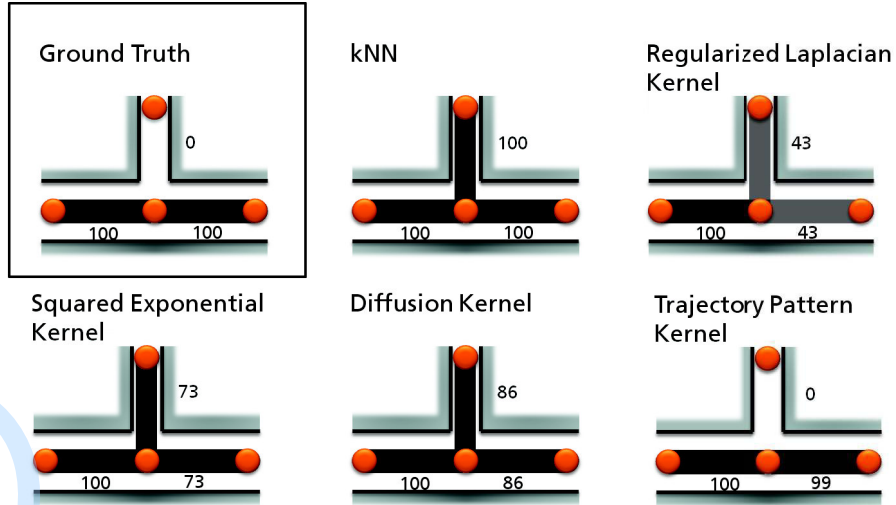 Ground Truth
0
100
100
kNN
100
100
100
Regularized Laplacian
Kernel
43
100
43
Squared Exponential
Kernel
73
100
73
Diffusion Kernel
86
100
86
Trajectory Pattern
Kernel
0
100
99